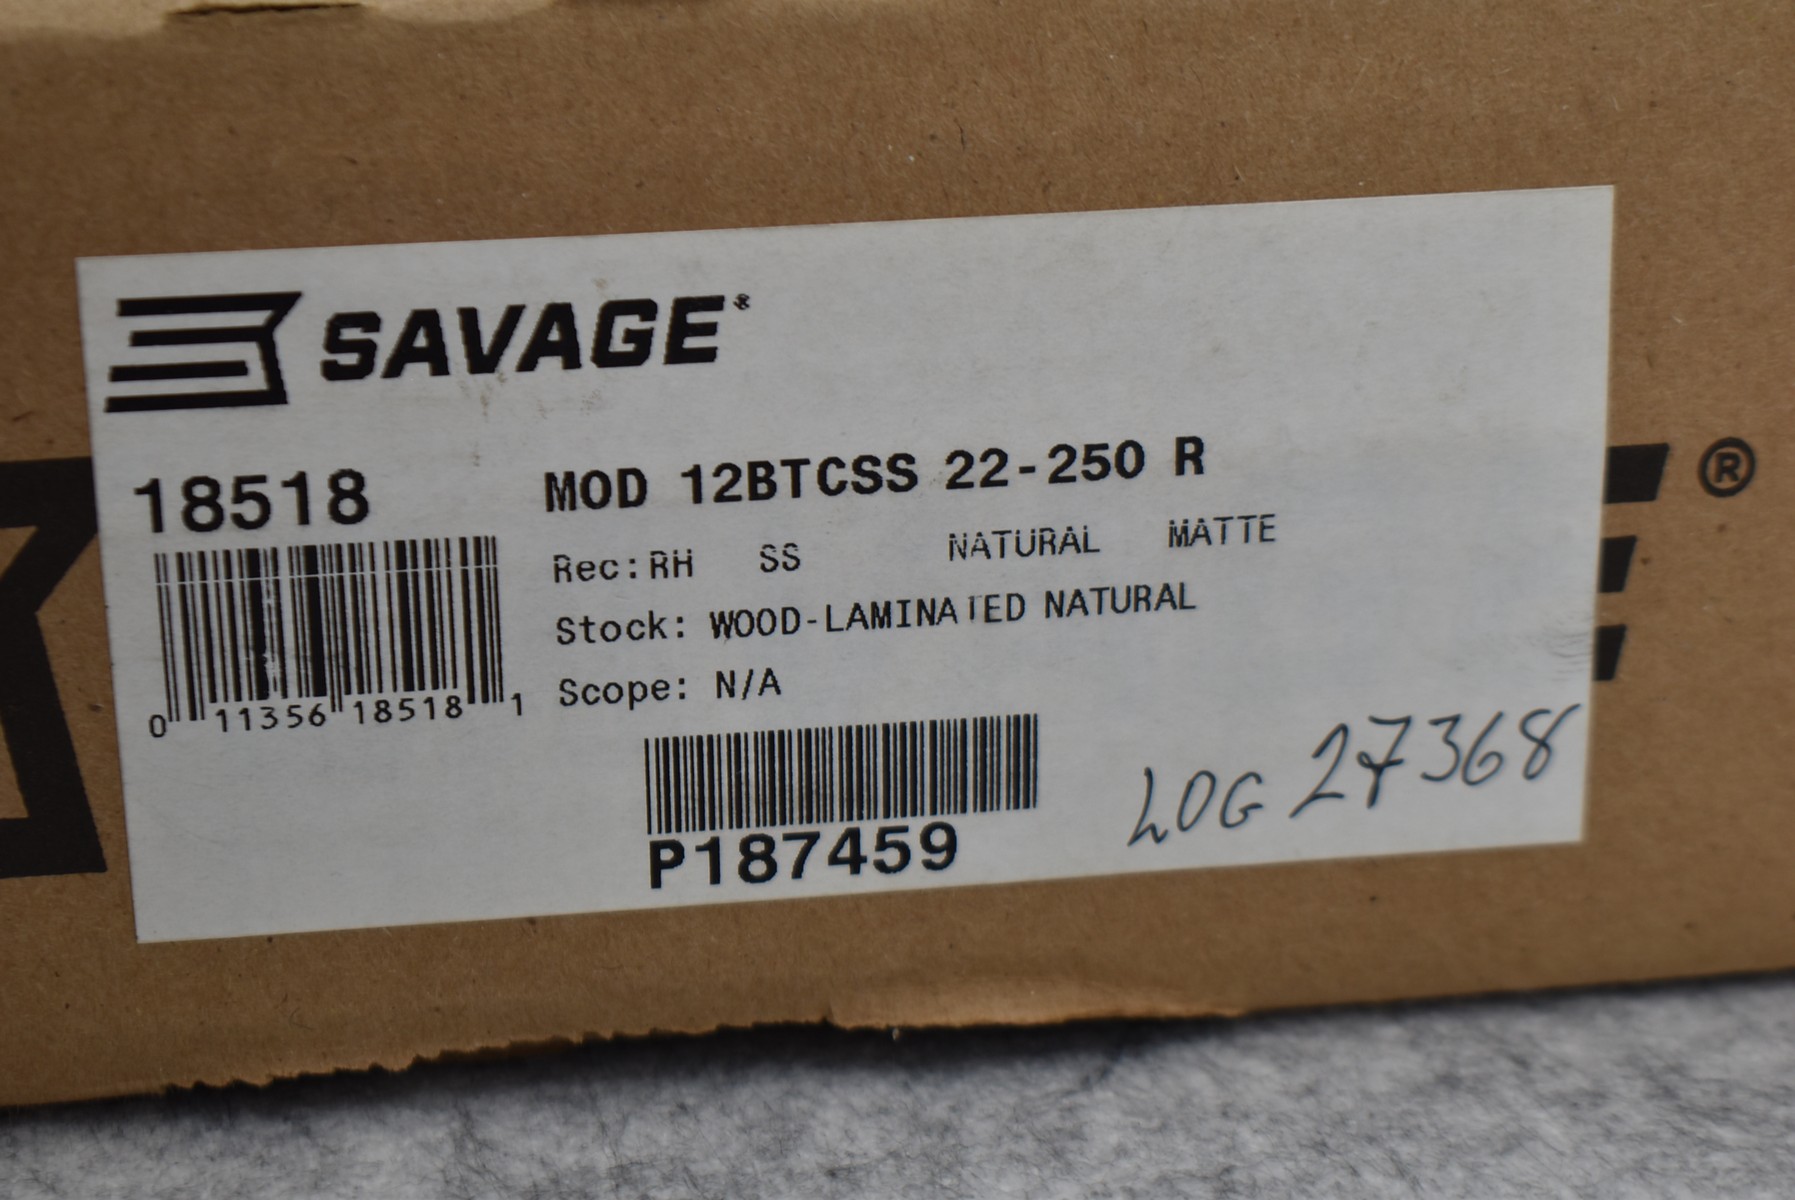 SAVAGE®
18518 MOD 12BTCSS 22-250 R
Rec:RH SS NATURAL MATTE
Stock: WOOD-LAMINATED NATURAL
Scope: N/A
0 11356 18518 1
P187459
LOG 27368
E®